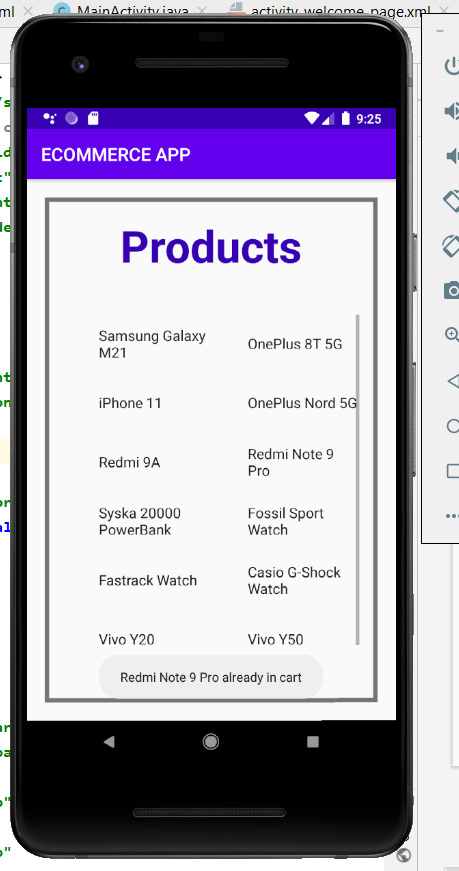 MainActivity.java
activity_welcome_page.xml
9:25
ECOMMERCE APP
Products
Samsung Galaxy
M21
OnePlus 8T 5G
iPhone 11
OnePlus Nord 5G
Redmi 9A
Redmi Note 9
Pro
Syska 20000
PowerBank
Fossil Sport
Watch
Fastrack Watch
Casio G-Shock
Watch
Vivo Y20
Vivo Y50
Redmi Note 9 Pro already in cart